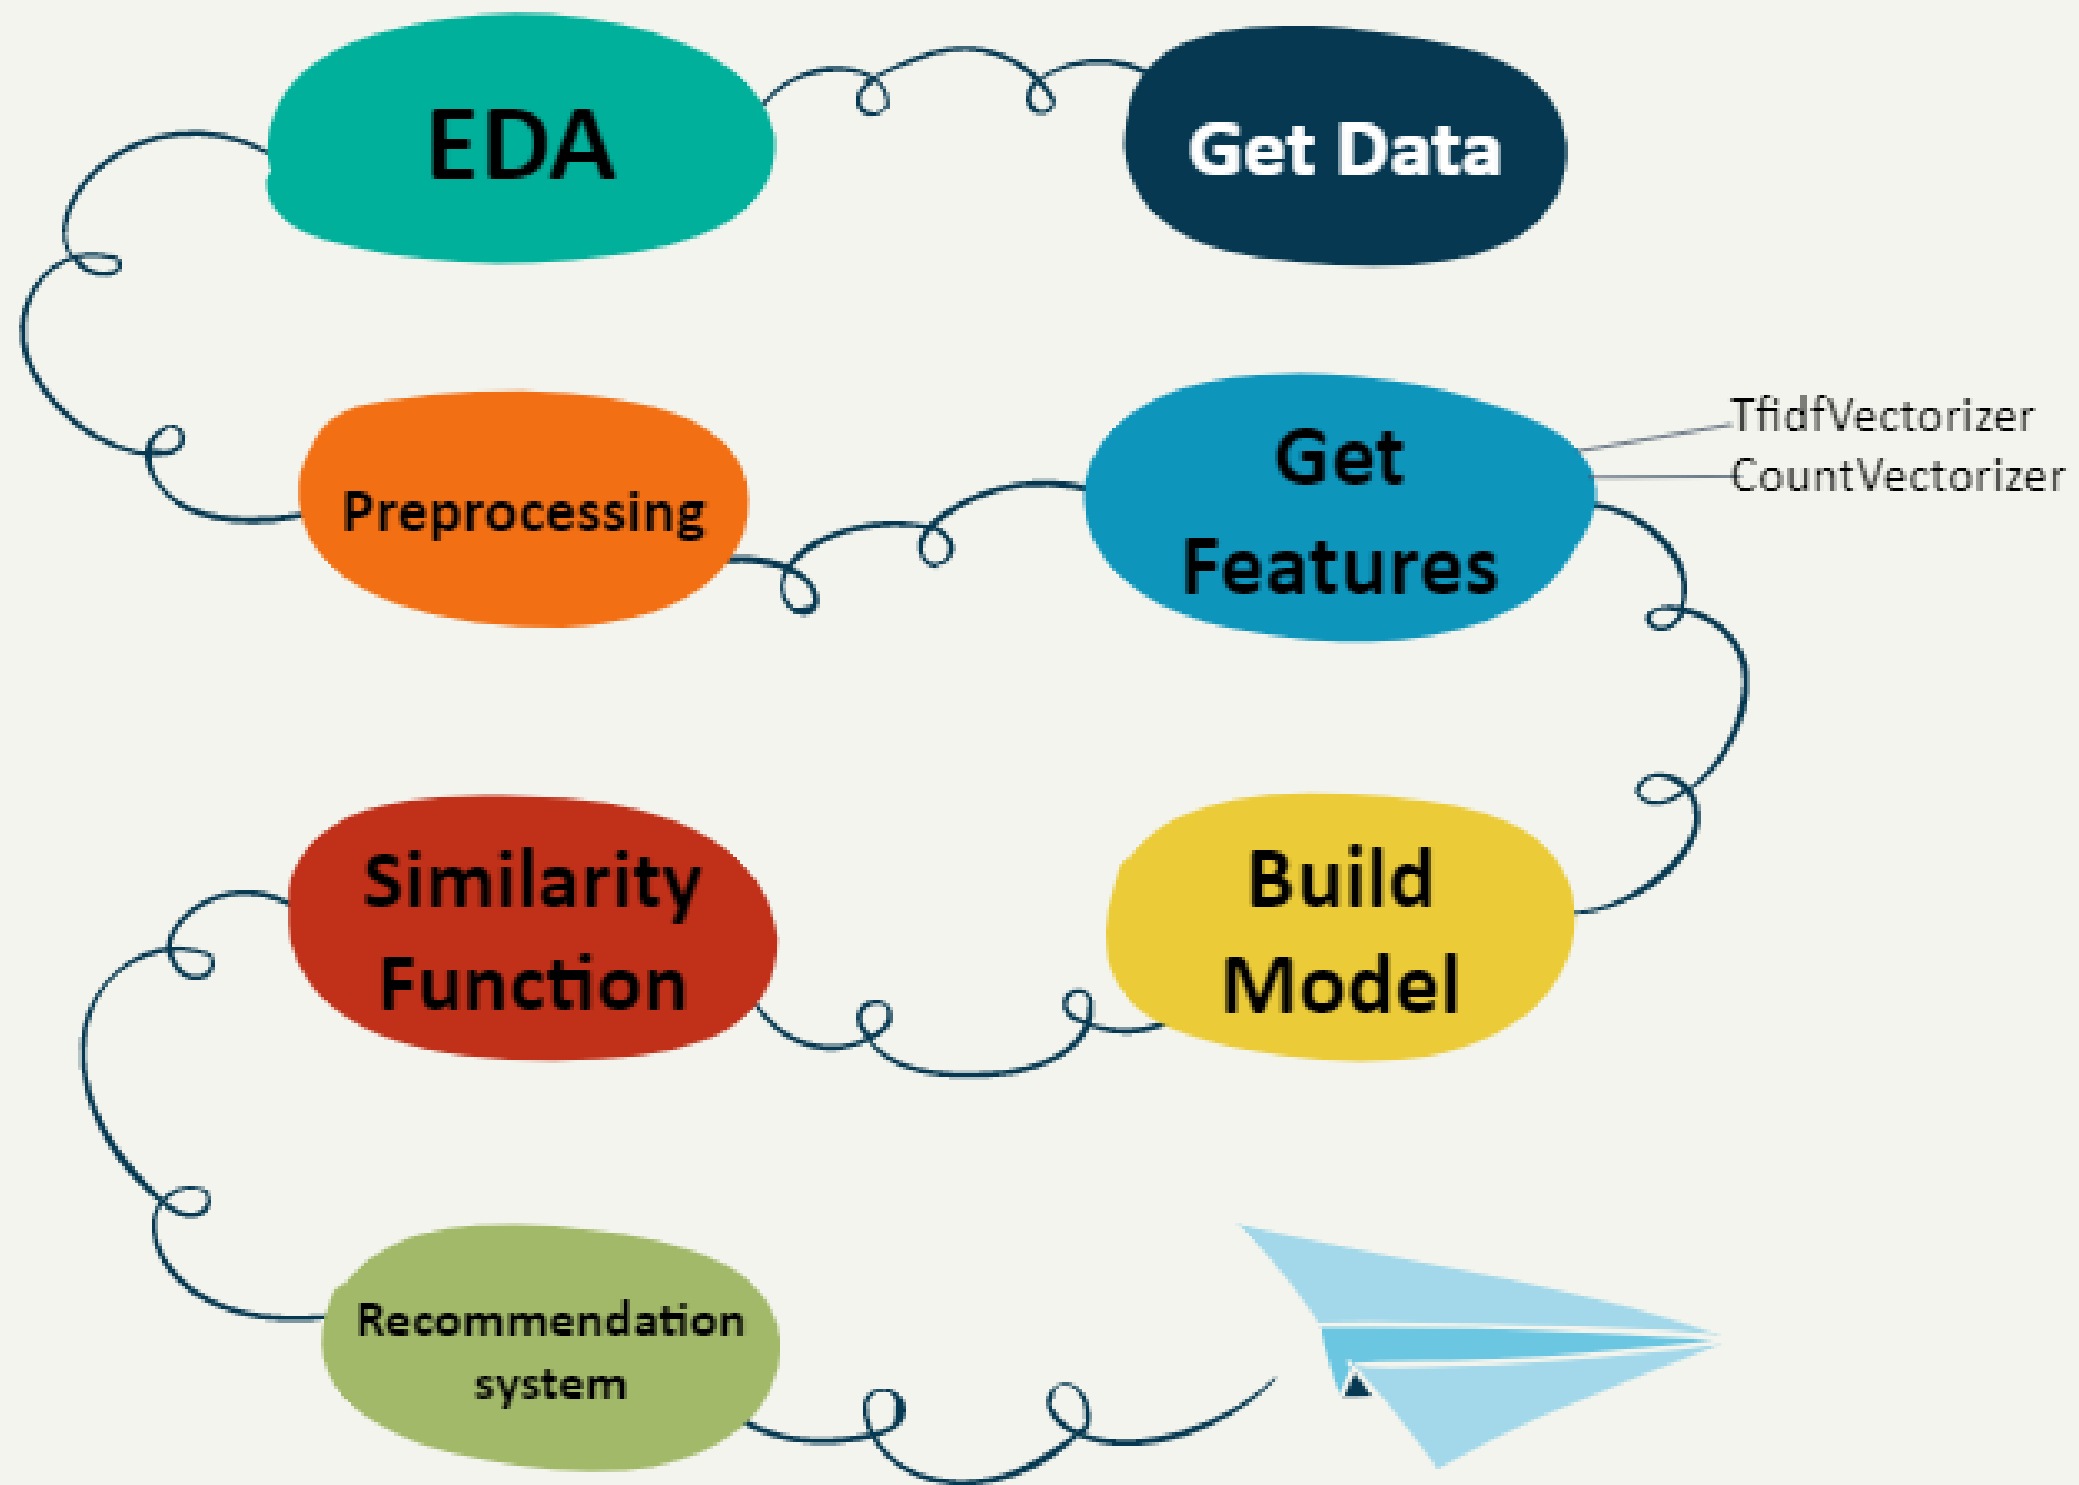 EDA
Get Data
Preprocessing
Get
Features
TfidfVectorizer
CountVectorizer
Similarity
Function
Build
Model
Recommendation
system